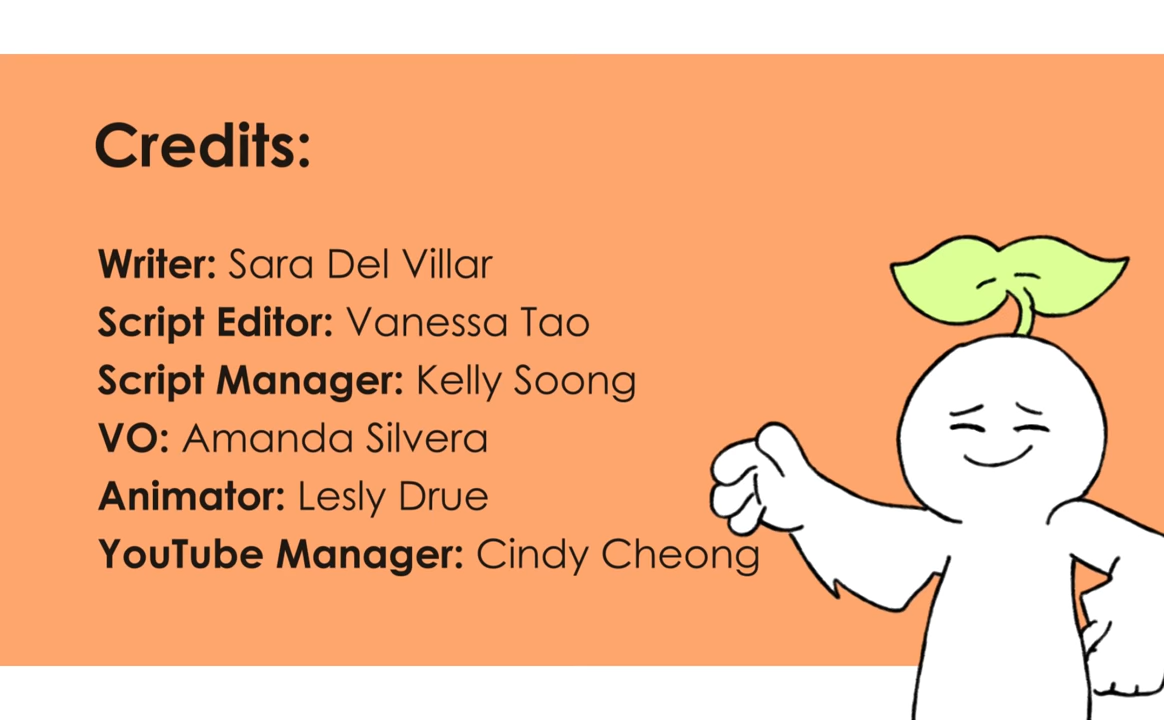 Credits:
Writer: Sara Del Villar
Script Editor: Vanessa Tao
Script Manager: Kelly Soong
VO: Amanda Silvera
Animator: Lesly Drue
YouTube Manager: Cindy Cheong